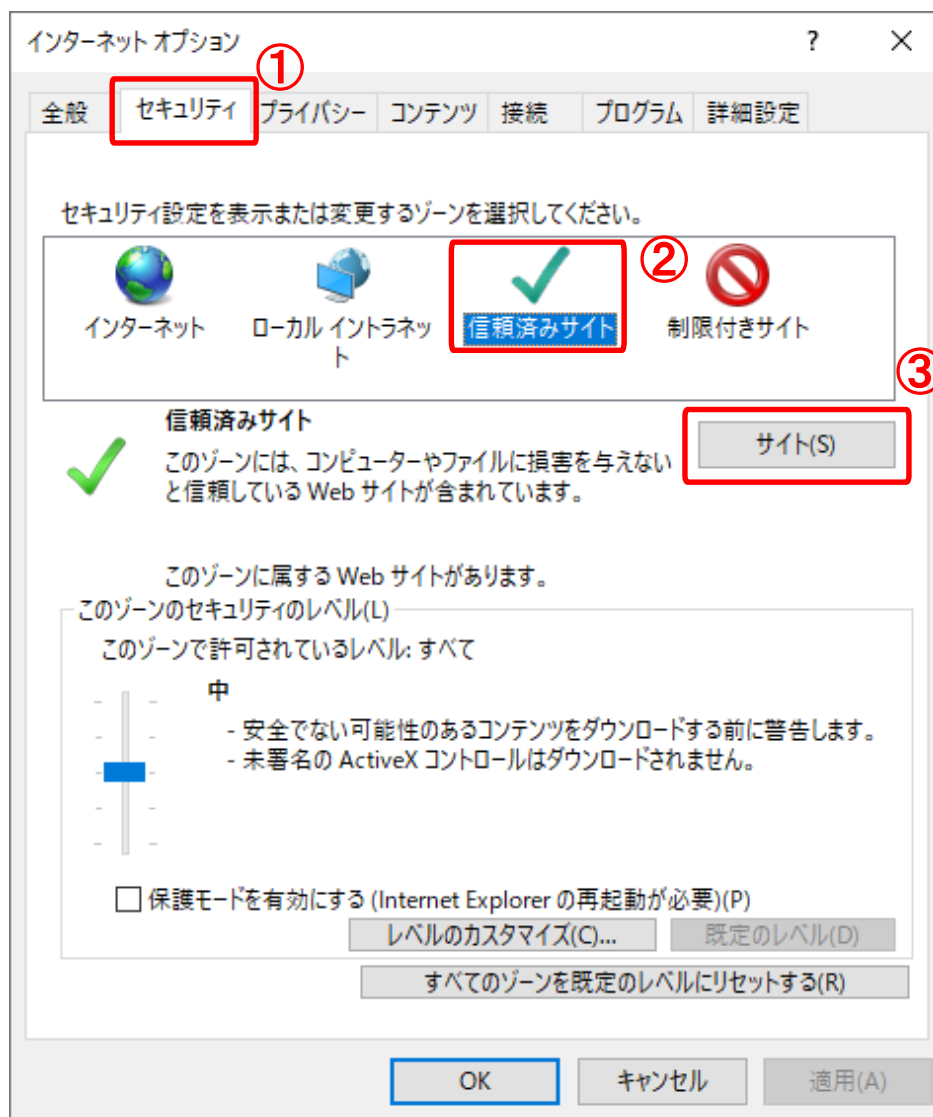 インターネット オプション ? ×
①
全般 セキュリティ プライバシー コンテンツ 接続 プログラム 詳細設定
セキュリティ設定を表示または変更するゾーンを選択してください。
②
インターネット ローカル イントラネッ 信頼済みサイト 制限付きサイト
ト
③
信頼済みサイト
サイト(S)
このゾーンには、コンピューターやファイルに損害を与えない
と信頼している Web サイトが含まれています。
このゾーンに属する Web サイトがあります。
このゾーンのセキュリティのレベル(L)
このゾーンで許可されているレベル: すべて
中
- 安全でない可能性のあるコンテンツをダウンロードする前に警告します。
- 未署名の ActiveX コントロールはダウンロードされません。
保護モードを有効にする (Internet Explorer の再起動が必要)(P)
レベルのカスタマイズ(C)... 既定のレベル(D)
すべてのゾーンを既定のレベルにリセットする(R)
OK キャンセル 適用(A)